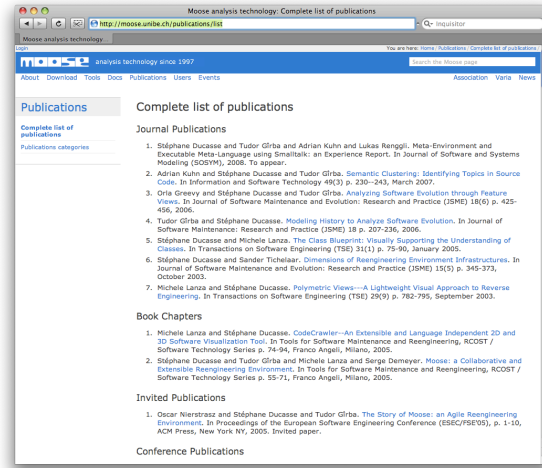 Moose analysis technology: Complete list of publications
http://moose.unibe.ch/publications/list
Inquisitor
Moose analysis technology...
Login
You are here: Home / Publications / Complete list of publications /
moose analysis technology since 1997
Search the Moose page
About Download Tools Docs Publications Users Events
Association Varia News
Publications
Complete list of
publications
Publications categories
Complete list of publications
Journal Publications
1. Stéphane Ducasse and Tudor Gîrba and Adrian Kuhn and Lukas Renggli. Meta-Environment and
Executable Meta-Language using Smalltalk: an Experience Report. In Journal of Software and Systems
Modeling (SOSYM), 2008. To appear.
2. Adrian Kuhn and Stéphane Ducasse and Tudor Gîrba. Semantic Clustering: Identifying Topics in Source
Code. In Information and Software Technology 49(3) p. 230--243, March 2007.
3. Orla Greevy and Stéphane Ducasse and Tudor Gîrba. Analyzing Software Evolution through Feature
Views. In Journal of Software Maintenance and Evolution: Research and Practice (JSME) 18(6) p. 425-
456, 2006.
4. Tudor Gîrba and Stéphane Ducasse. Modeling History to Analyze Software Evolution. In Journal of
Software Maintenance: Research and Practice (JSME) 18 p. 207-236, 2006.
5. Stéphane Ducasse and Michele Lanza. The Class Blueprint: Visually Supporting the Understanding of
Classes. In Transactions on Software Engineering (TSE) 31(1) p. 75-90, January 2005.
6. Stéphane Ducasse and Sander Tichelaar. Dimensions of Reengineering Environment Infrastructures. In
Journal of Software Maintenance and Evolution: Research and Practice (JSME) 15(5) p. 345-373,
October 2003.
7. Michele Lanza and Stéphane Ducasse. Polymetric Views---A Lightweight Visual Approach to Reverse
Engineering. In Transactions on Software Engineering (TSE) 29(9) p. 782-795, September 2003.
Book Chapters
1. Michele Lanza and Stéphane Ducasse. CodeCrawler--An Extensible and Language Independent 2D and
3D Software Visualization Tool. In Tools for Software Maintenance and Reengineering, RCOST /
Software Technology Series p. 74-94, Franco Angeli, Milano, 2005.
2. Stéphane Ducasse and Tudor Gîrba and Michele Lanza and Serge Demeyer. Moose: a Collaborative and
Extensible Reengineering Environment. In Tools for Software Maintenance and Reengineering, RCOST /
Software Technology Series p. 55-71, Franco Angeli, Milano, 2005.
Invited Publications
1. Oscar Nierstrasz and Stéphane Ducasse and Tudor Gîrba. The Story of Moose: an Agile Reengineering
Environment. In Proceedings of the European Software Engineering Conference (ESEC/FSE'05), p. 1-10,
ACM Press, New York NY, 2005. Invited paper.
Conference Publications